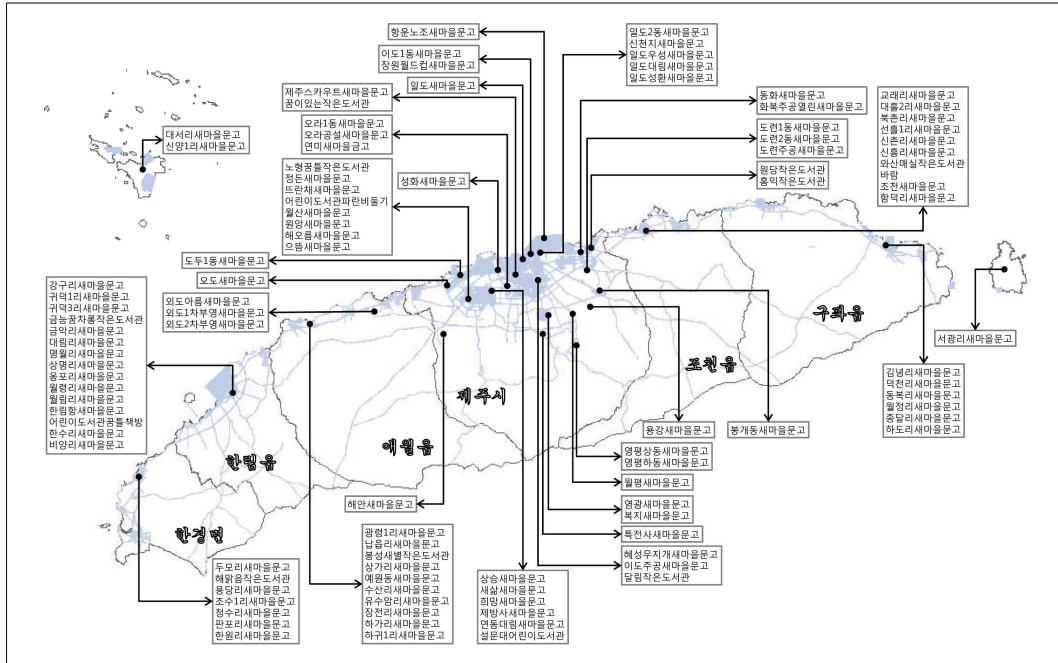 항운노조새마을문고
이도1동새마을문고
장원월드컵새마을문고
일도새마을문고
제주스카우트새마을문고
꿈이있는작은도서관
오라1동새마을문고
오라공설새마을문고
연미새마을금고
노형꿈틀작은도서관
정든새마을문고
뜨란채새마을문고
어린이도서관파란비둘기
월산새마을문고
원앙새마을문고
해오름새마을문고
으뜸새마을문고
성화새마을문고
도두1동새마을문고
오도새마을문고
외도아름새마을문고
외도1차부영새마을문고
외도2차부영새마을문고
대서리새마을문고
신양1리새마을문고
일도2동새마을문고
신천지새마을문고
일도우성새마을문고
일도대림새마을문고
일도성환새마을문고
동화새마을문고
화북주공열린새마을문고
도련1동새마을문고
도련2동새마을문고
도련주공새마을문고
원당작은도서관
흥익작은도서관
교래리새마을문고
대흘2리새마을문고
북촌리새마을문고
선흘1리새마을문고
신촌리새마을문고
신흥리새마을문고
와산매실작은도서관
바람
조천새마을문고
함덕리새마을문고
강구리새마을문고
귀덕1리새마을문고
귀덕3리새마을문고
금능꿈차롱작은도서관
금악리새마을문고
대림리새마을문고
명월리새마을문고
상명리새마을문고
옹포리새마을문고
월령리새마을문고
월림리새마을문고
한림항새마을문고
어린이도서관꿈틀책방
한수리새마을문고
비양리새마을문고
구좌읍
조천읍
제주시
애월읍
한림읍
한경면
서광리새마을문고
김녕리새마을문고
덕천리새마을문고
동복리새마을문고
월정리새마을문고
종달리새마을문고
하도리새마을문고
용강새마을문고
봉개동새마을문고
영평상동새마을문고
영평하동새마을문고
월평새마을문고
염광새마을문고
복지새마을문고
특전사새마을문고
혜성무지개새마을문고
이도주공새마을문고
달림작은도서관
해안새마을문고
두모리새마을문고
해맑음작은도서관
용당리새마을문고
조수1리새마을문고
청수리새마을문고
판포리새마을문고
한원리새마을문고
광령1리새마을문고
납읍리새마을문고
봉성새별작은도서관
상가리새마을문고
예원동새마을문고
수산리새마을문고
유수암리새마을문고
장전리새마을문고
하가리새마을문고
하귀1리새마을문고
상승새마을문고
새삶새마을문고
희망새마을문고
제방사새마을문고
연동대림새마을문고
설문대어린이도서관